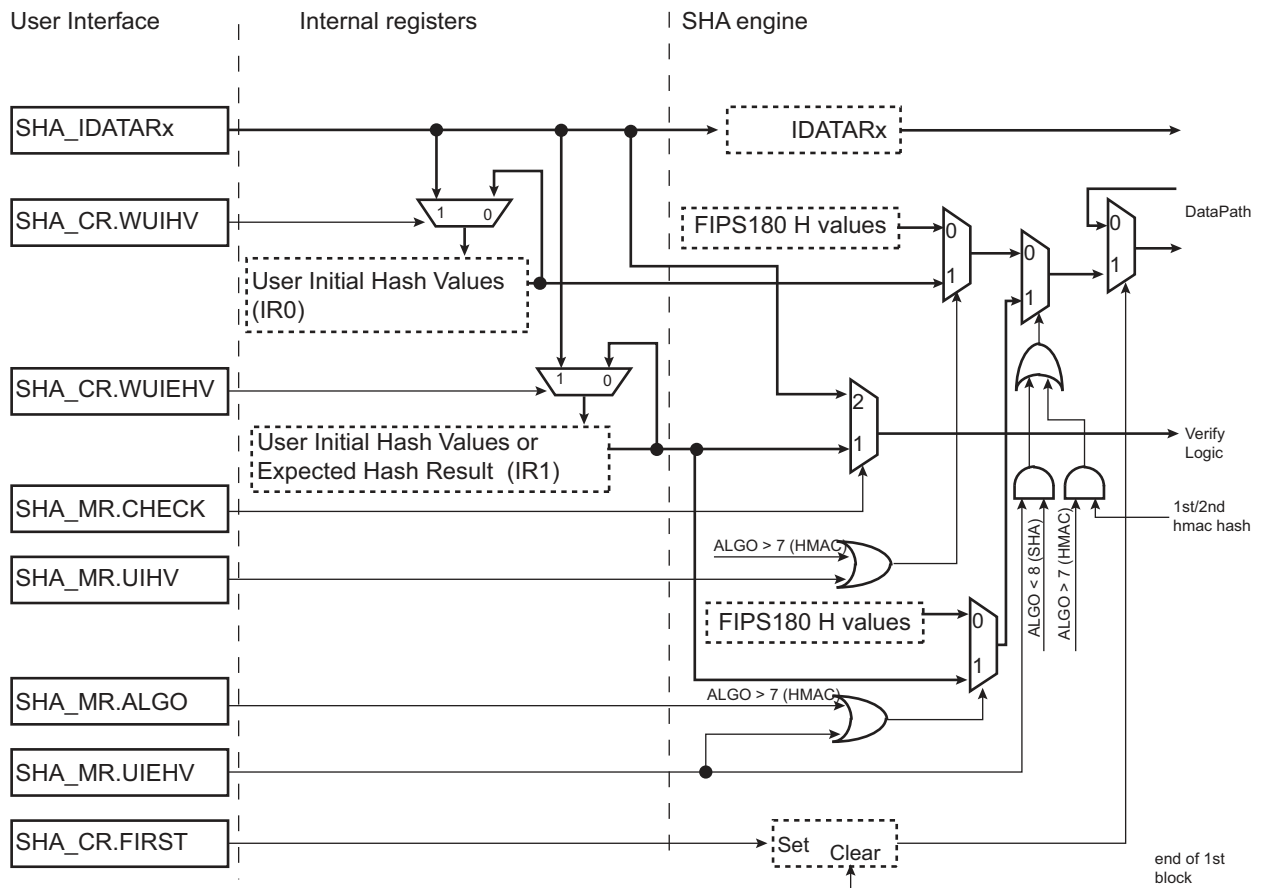 User Interface
Internal registers
SHA engine
SHA_IDATARx
IDATARx
SHA_CR.WUIHV
1
0
FIPS180 H values
0
1
0
1
0
1
DataPath
User Initial Hash Values
(IR0)
SHA_CR.WUIEHV
1
0
2
1
User Initial Hash Values or
Expected Hash Result (IR1)
Verify
Logic
SHA_MR.CHECK
1st/2nd
hmac hash
ALGO < 8 (SHA)
ALGO > 7 (HMAC)
ALGO > 7 (HMAC)
SHA_MR.UIHV
FIPS180 H values
0
1
SHA_MR.ALGO
ALGO > 7 (HMAC)
SHA_MR.UIEHV
SHA_CR.FIRST
Set
Clear
end of 1st
block